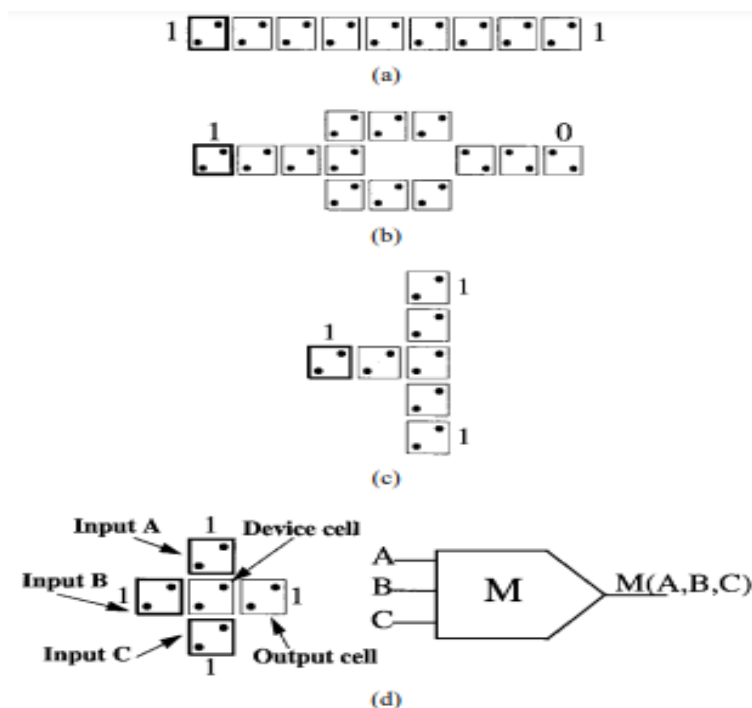 1 1
(a)
1 0
(b)
1
1
1
(c)
Input A 1 Device cell
Input B 1 1
Input C 1 Output cell
A
B M M(A,B,C)
C
(d)